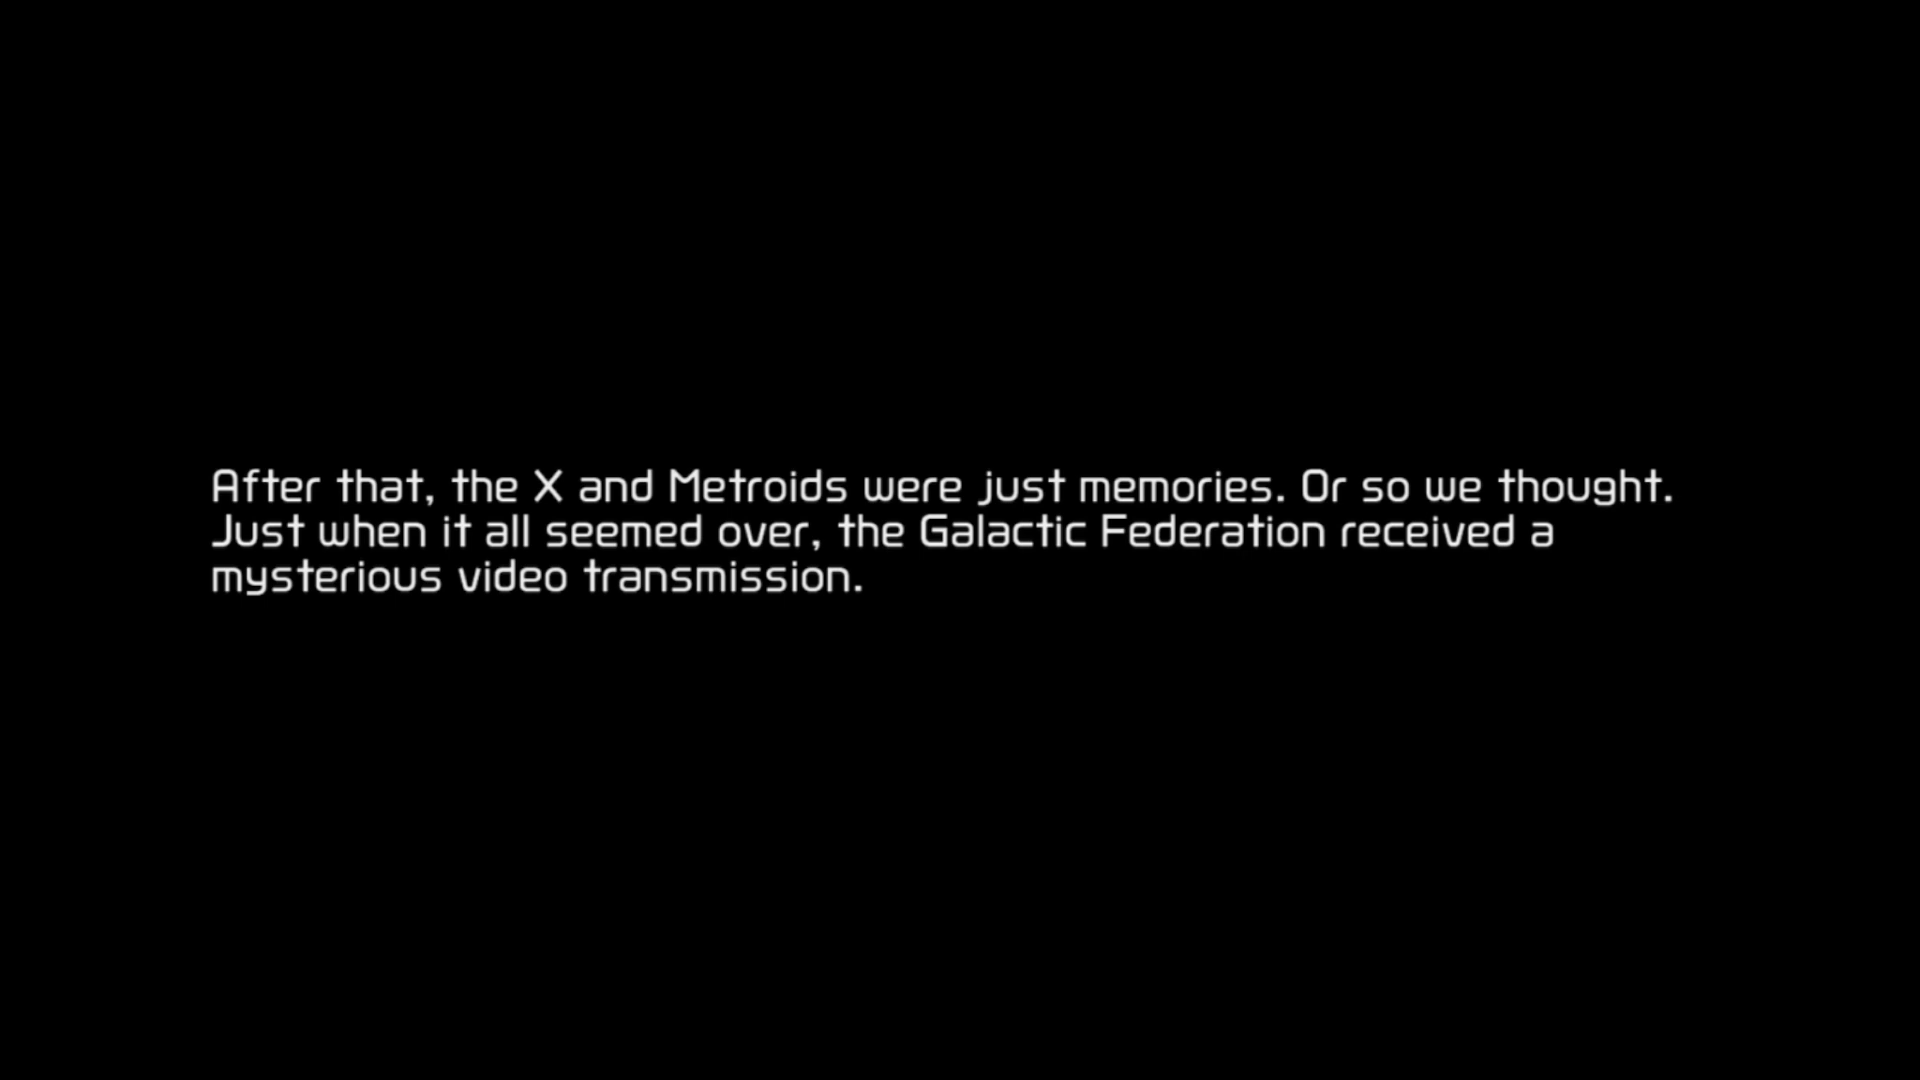 After that, the X and Metroids were just memories. Or so we thought.
Just when it all seemed over, the Galactic Federation received a
mysterious video transmission.